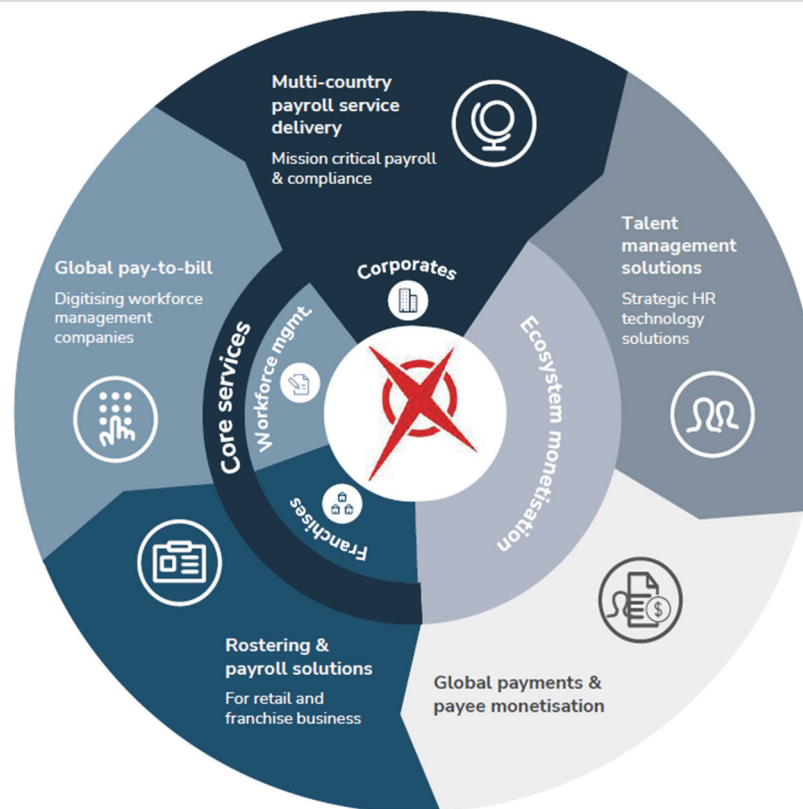 Multi-country
payroll service
delivery
Mission critical payroll
& compliance
Talent
management
solutions
Strategic HR
technology
solutions
Global pay-to-bill
Digitising workforce
management
companies
Corporates
Workforce mgmt
Core services
Ecosystem monetisation
Franchises
$
Rostering &
payroll solutions
For retail and
franchise business
Global payments &
payee monetisation